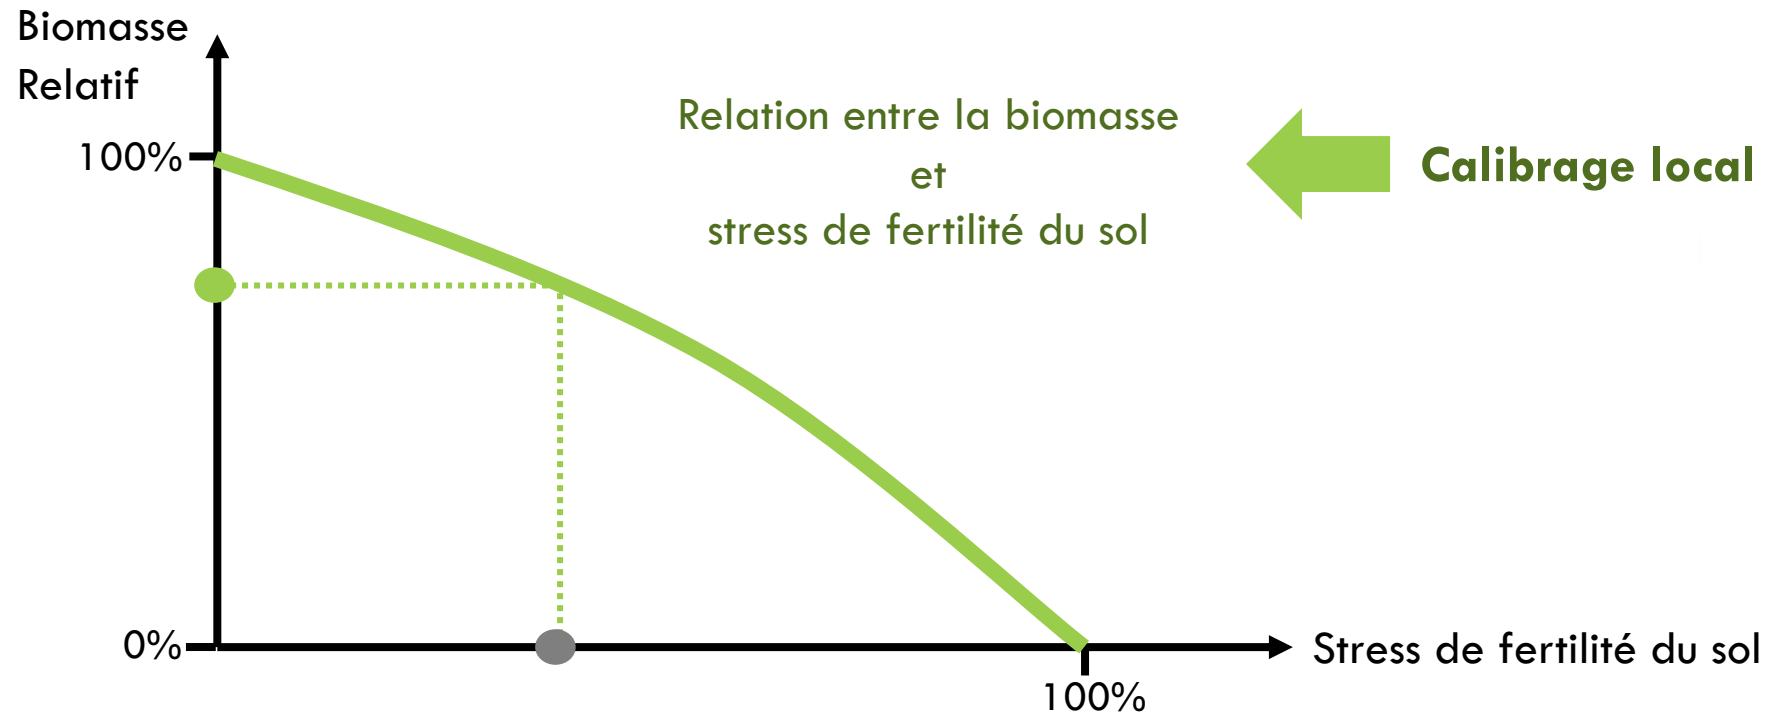 Biomasse
Relatif
Relation entre la biomasse
et
stress de fertilité du sol
Calibrage local
100%
0%
Stress de fertilité du sol
100%